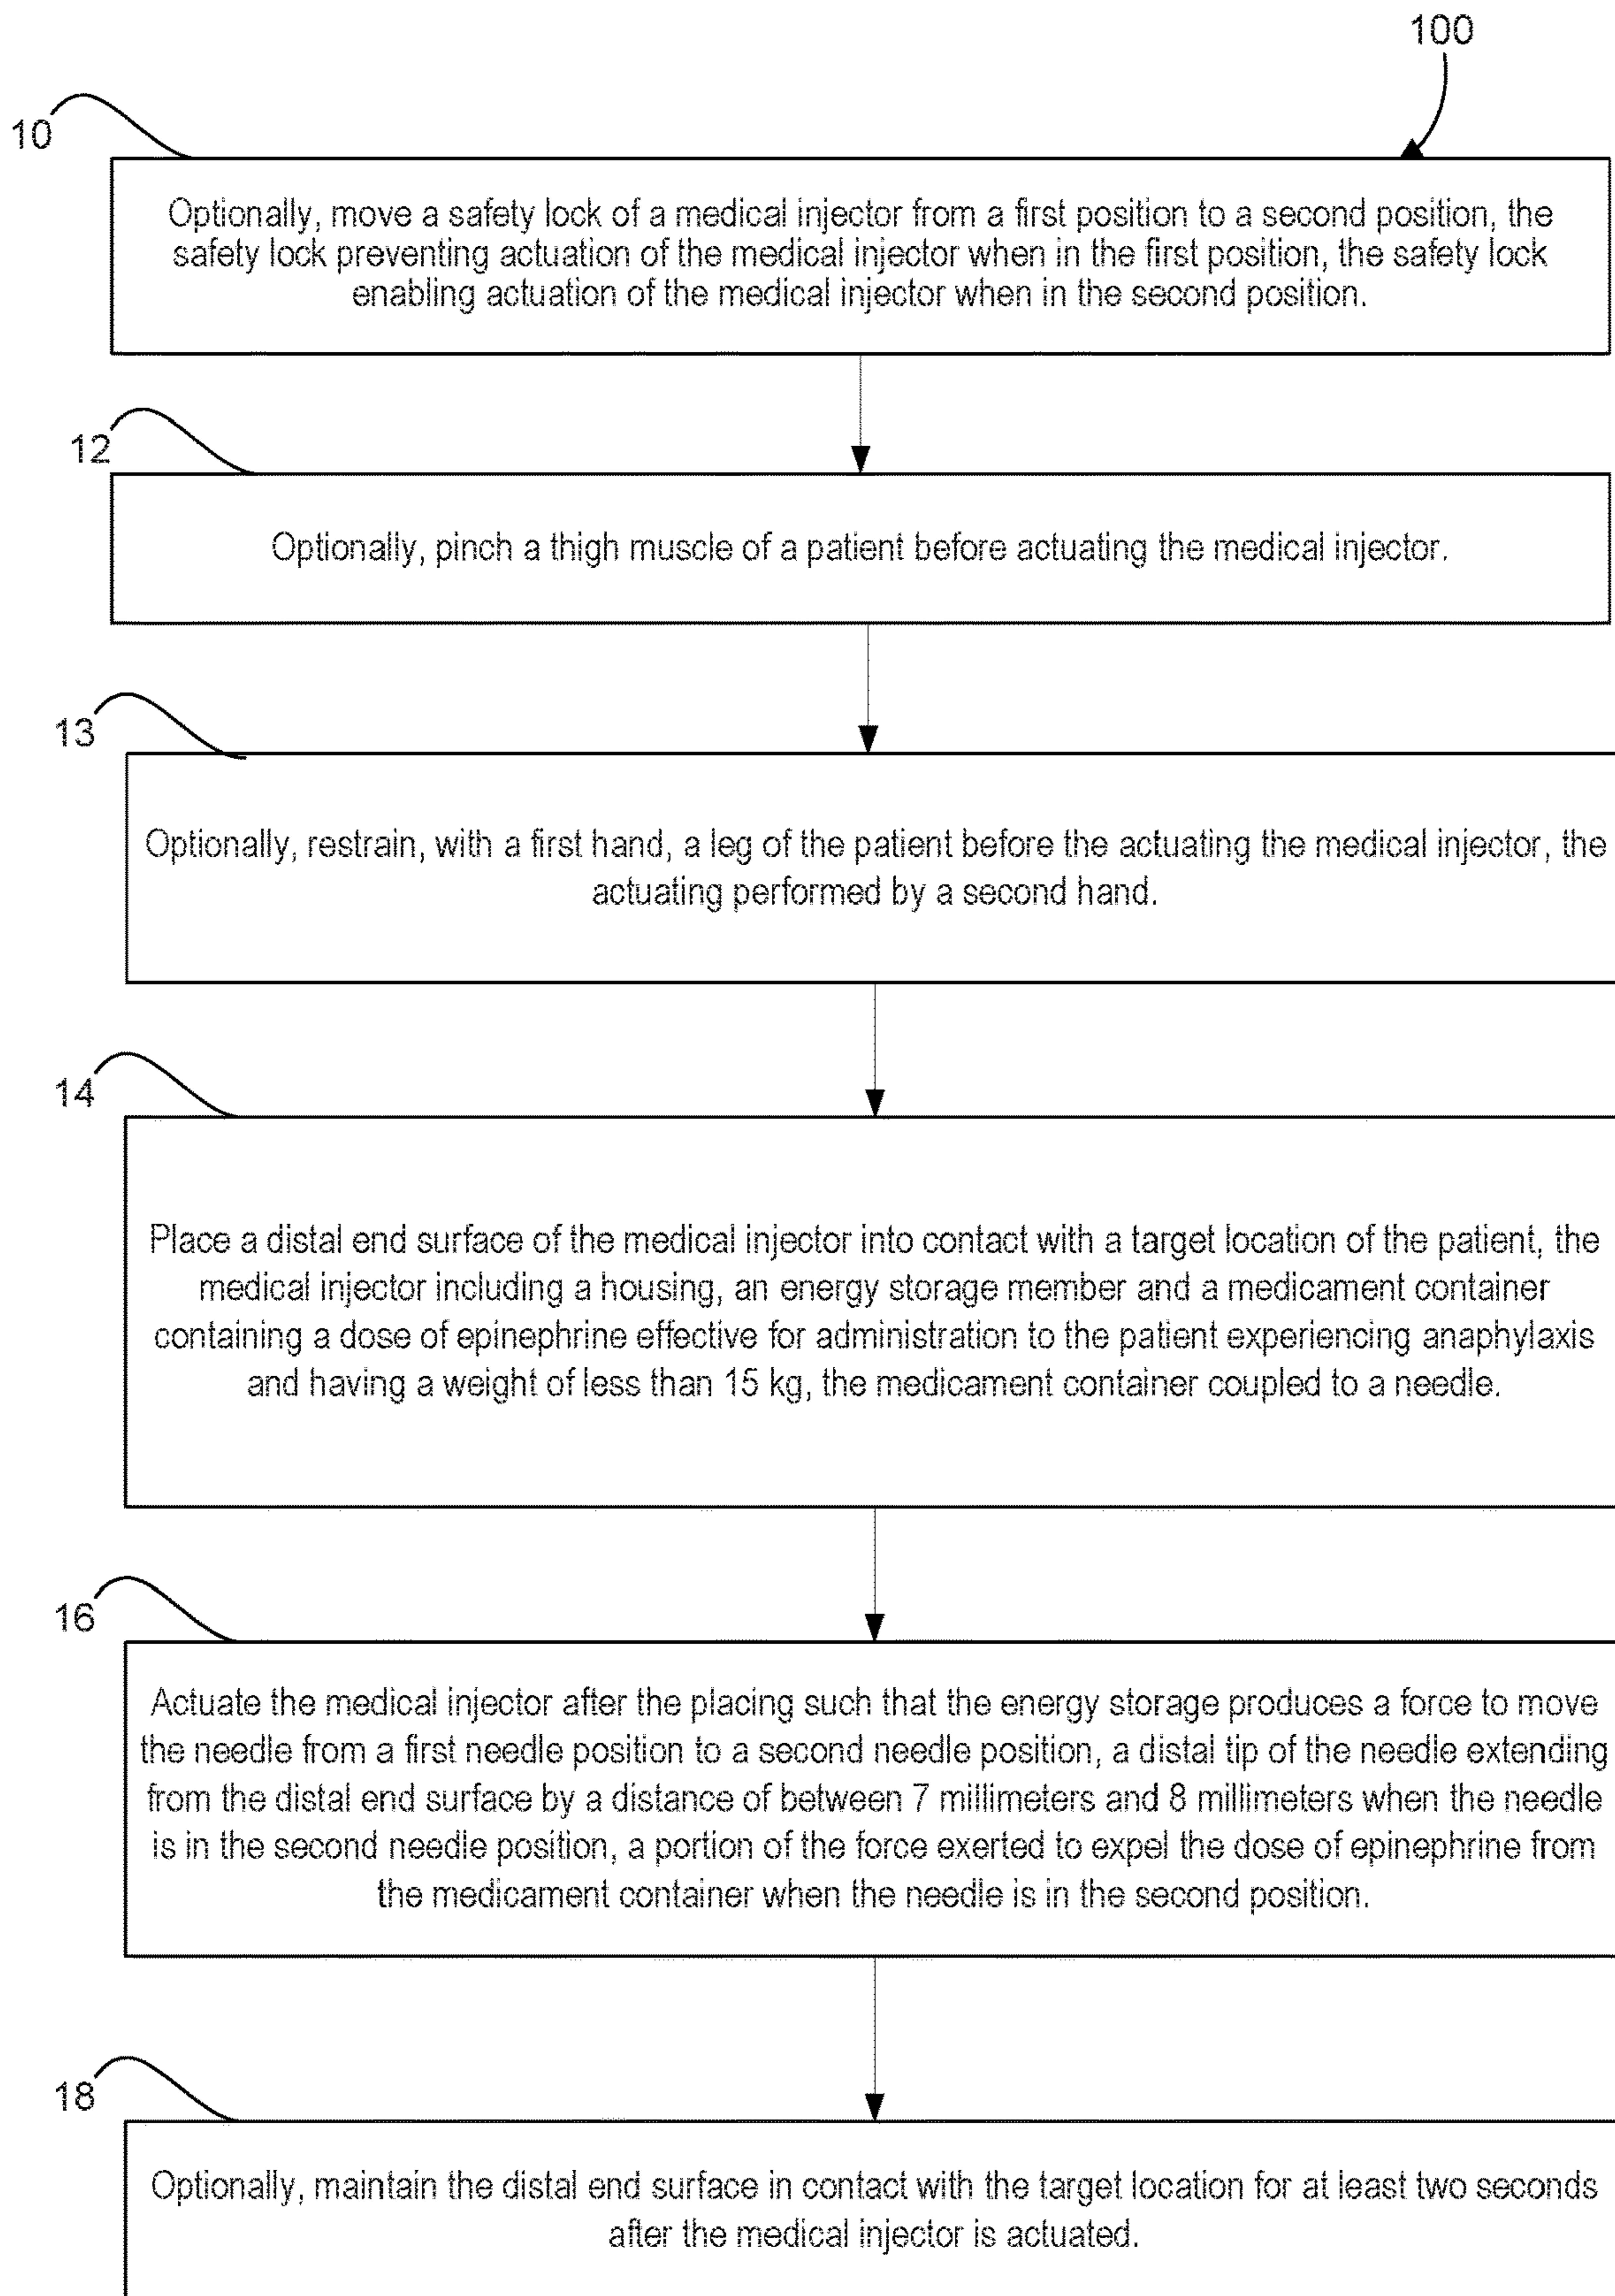 100
10
Optionally, move a safety lock of a medical injector from a first position to a second position, the
safety lock preventing actuation of the medical injector when in the first position, the safety lock
enabling actuation of the medical injector when in the second position.
12
Optionally, pinch a thigh muscle of a patient before actuating the medical injector.
13
Optionally, restrain, with a first hand, a leg of the patient before the actuating the medical injector, the
actuating performed by a second hand.
14
Place a distal end surface of the medical injector into contact with a target location of the patient, the
medical injector including a housing, an energy storage member and a medicament container
containing a dose of epinephrine effective for administration to the patient experiencing anaphylaxis
and having a weight of less than 15 kg, the medicament container coupled to a needle.
16
Actuate the medical injector after the placing such that the energy storage produces a force to move
the needle from a first needle position to a second needle position, a distal tip of the needle extending
from the distal end surface by a distance of between 7 millimeters and 8 millimeters when the needle
is in the second needle position, a portion of the force exerted to expel the dose of epinephrine from
the medicament container when the needle is in the second position.
18
Optionally, maintain the distal end surface in contact with the target location for at least two seconds
after the medical injector is actuated.